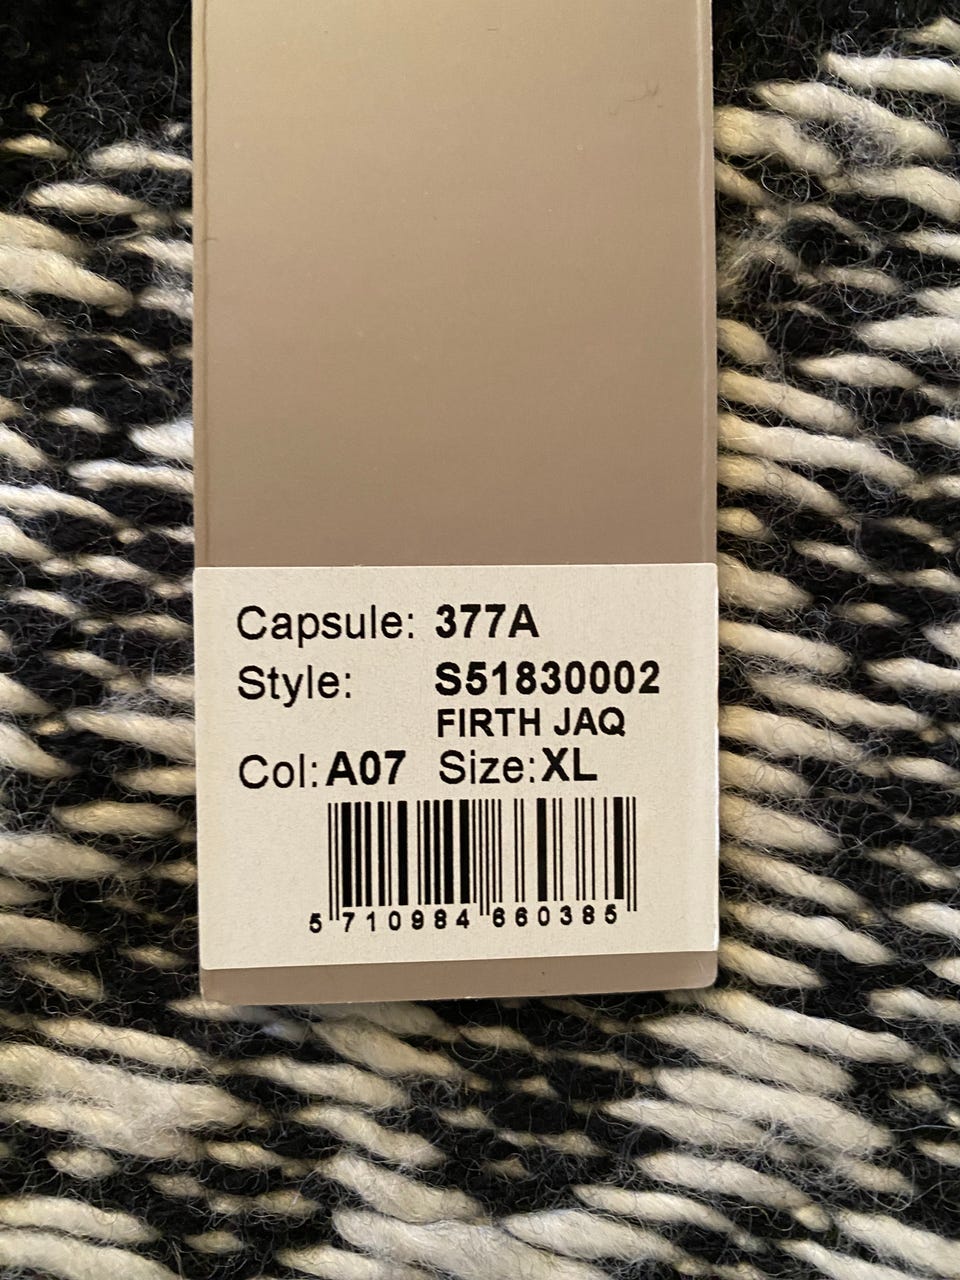 Capsule: 377A
Style: S51830002
FIRTH JAQ
Col: A07 Size: XL
5 710984 660385